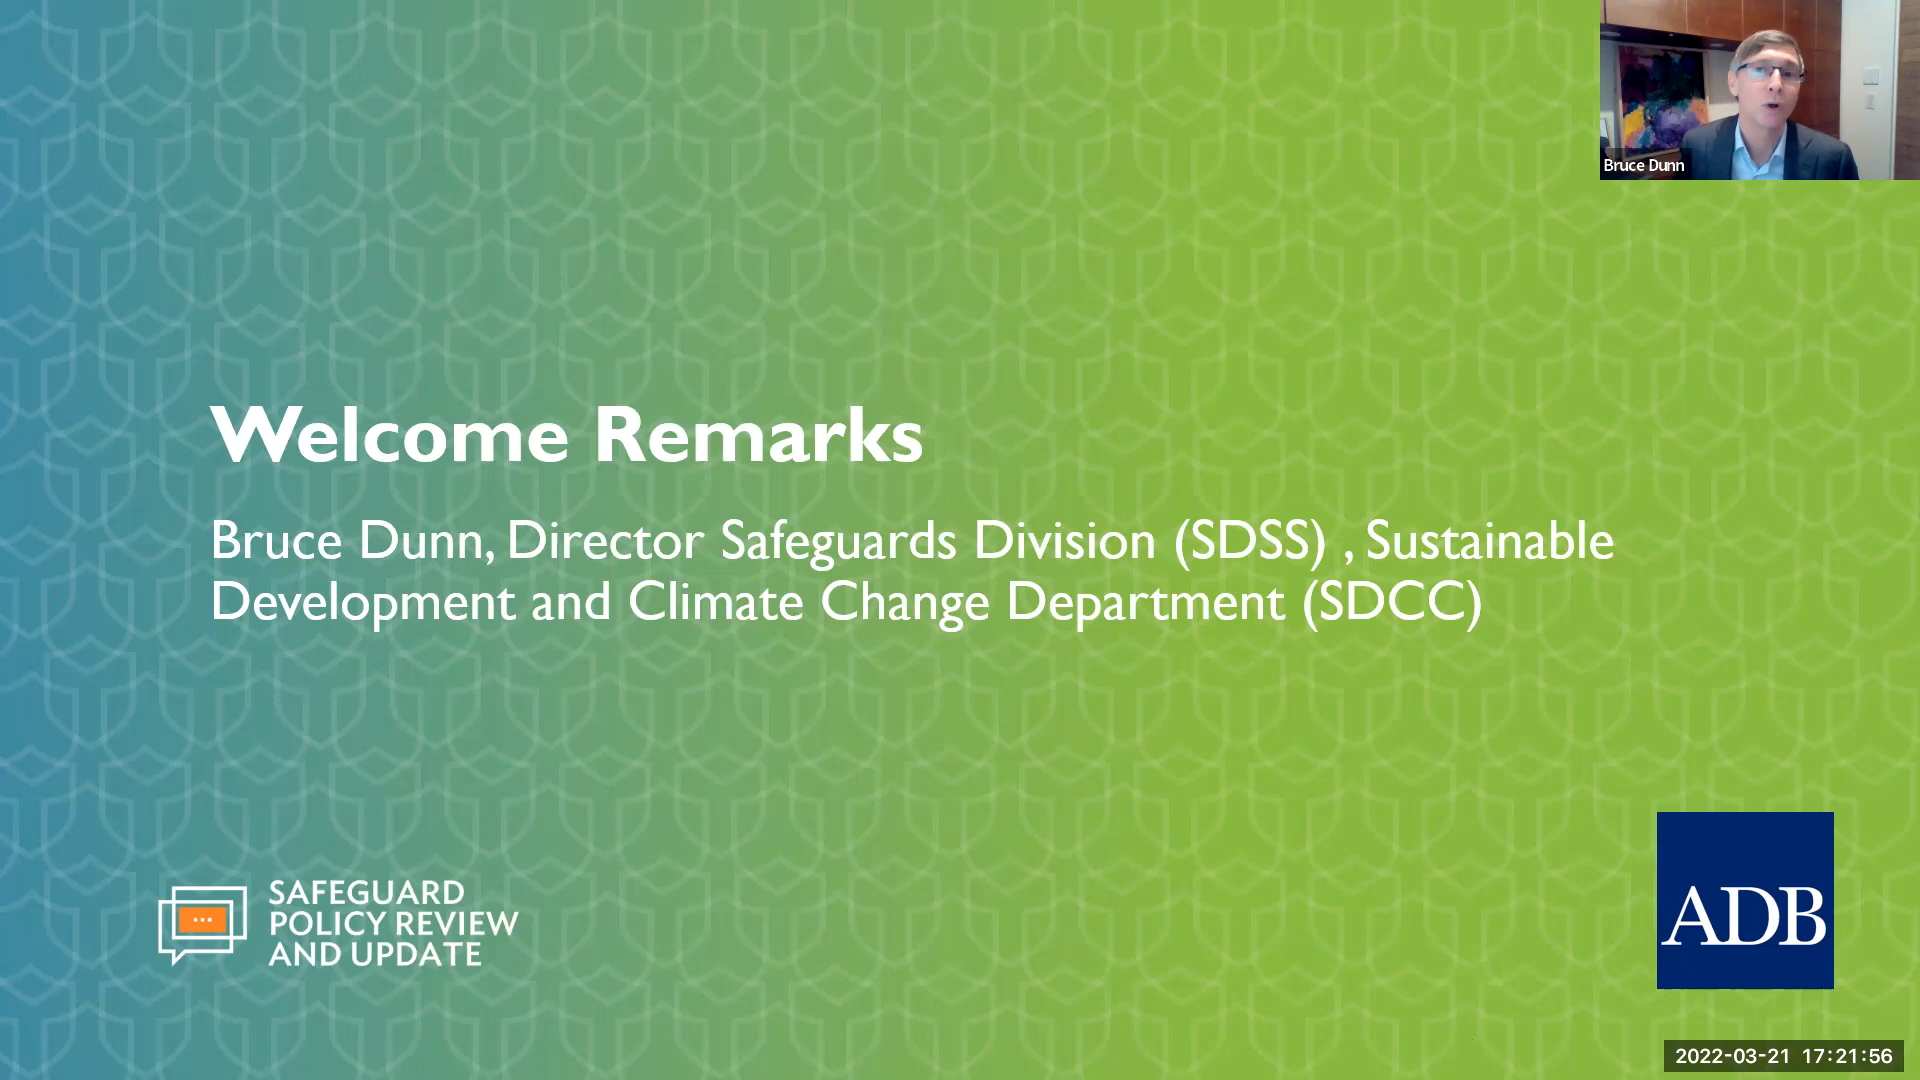 Bruce Dunn
Welcome Remarks
Bruce Dunn, Director Safeguards Division (SDSS) , Sustainable
Development and Climate Change Department (SDCC)
SAFEGUARD
POLICY REVIEW
AND UPDATE
ADB
2022-03-21 17:21:56